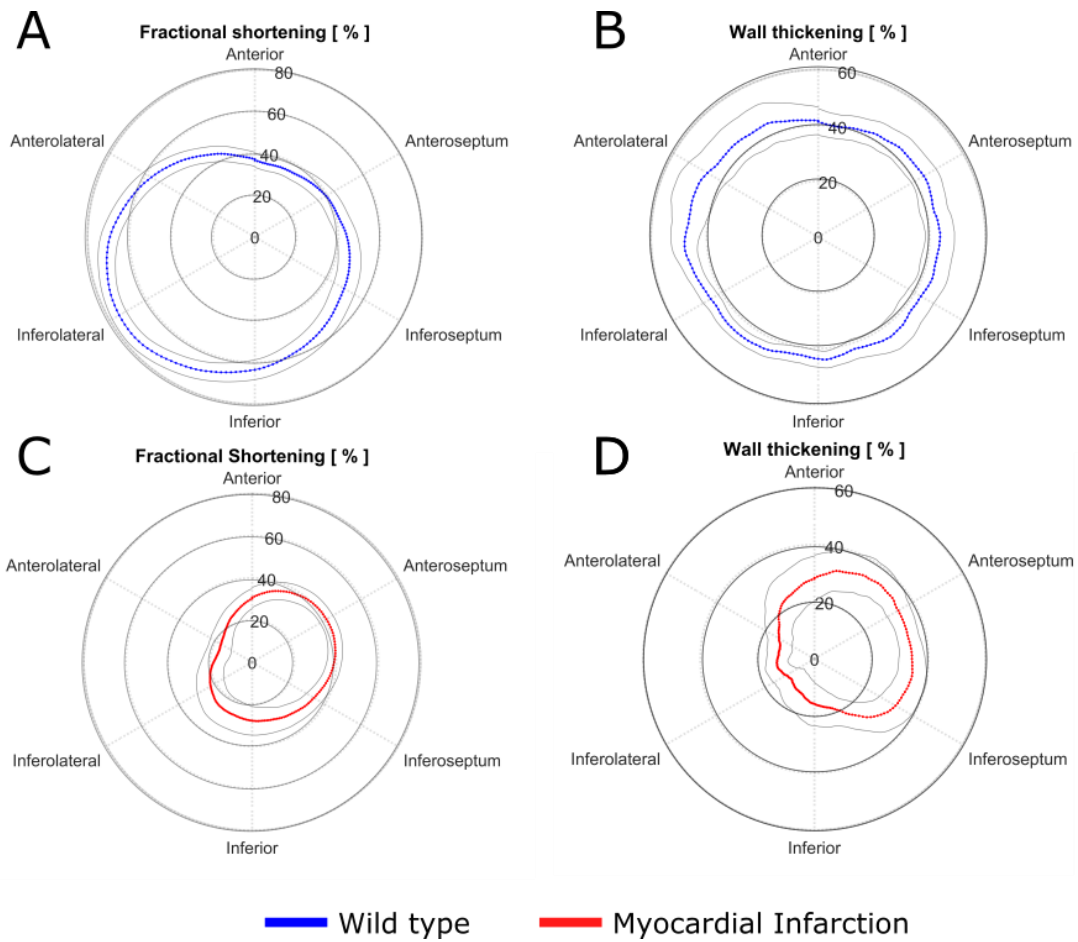 A
Fractional shortening [ % ]
Anterior
80
60
40
20
0
Anterolateral
Anteroseptum
Inferolateral
Inferoseptum
Inferior
B
Wall thickening [ % ]
Anterior
60
40
20
0
Anterolateral
Anteroseptum
Inferolateral
Inferoseptum
Inferior
C
Fractional Shortening [ % ]
Anterior
80
60
40
20
0
Anterolateral
Anteroseptum
Inferolateral
Inferoseptum
Inferior
D
Wall thickening [ % ]
Anterior
60
40
20
0
Anterolateral
Anteroseptum
Inferolateral
Inferoseptum
Inferior
Wild type
Myocardial Infarction